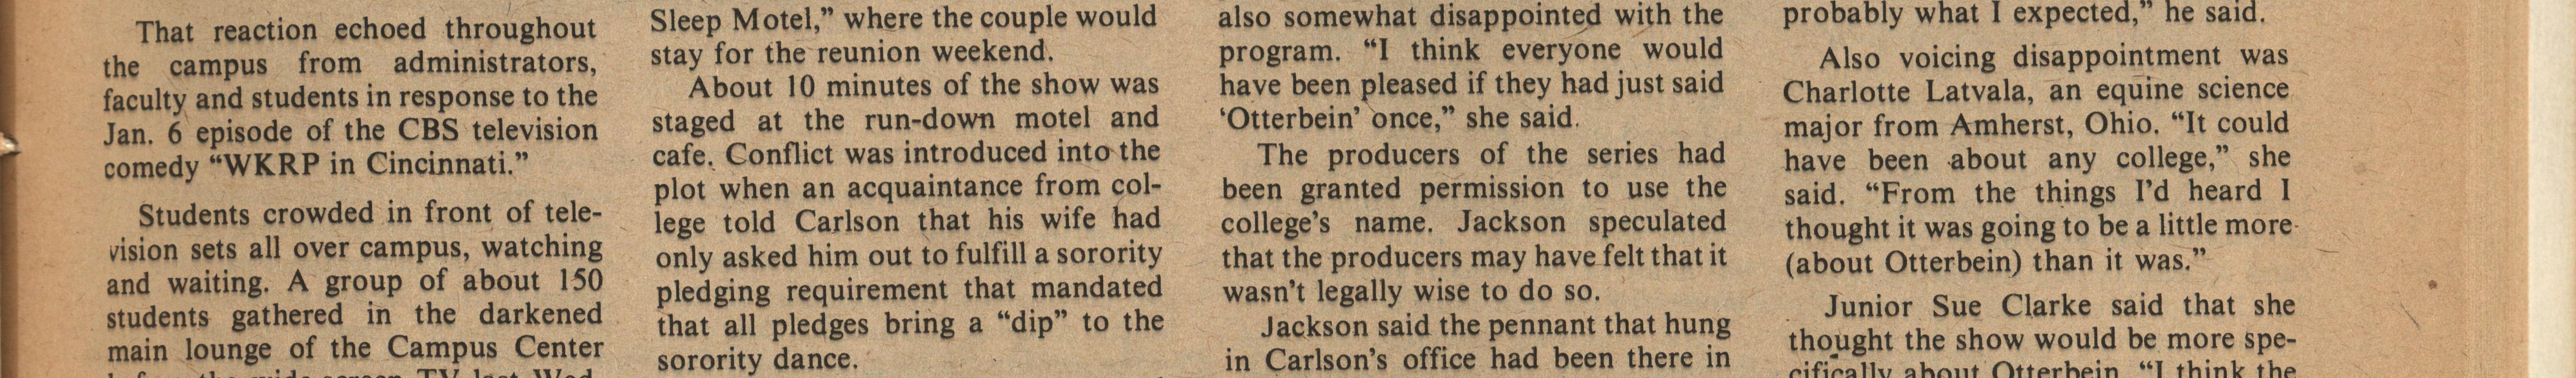 That reaction echoed throughout
the campus from administrators,
faculty and students in response to the
Jan. 6 episode of the CBS television
comedy “WKRP in Cincinnati.”
Students crowded in front of tele-
vision sets all over campus, watching
and waiting. A group of about 150
students gathered in the darkened
main lounge of the Campus Center
Sleep Motel,” where the couple would
stay for the reunion weekend.
About 10 minutes of the show was
staged at the run-down motel and
cafe. Conflict was introduced into the
plot when an acquaintance from col-
lege told Carlson that his wife had
only asked him out to fulfill a sorority
pledging requirement that mandated
that all pledges bring a “dip” to the
sorority dance.
also somewhat disappointed with the
program. “I think everyone would
have been pleased if they had just said
‘Otterbein’ once,” she said.
The producers of the series had
been granted permission to use the
college’s name. Jackson speculated
that the producers may have felt that it
wasn’t legally wise to do so.
Jackson said the pennant that hung
in Carlson’s office had been there in
probably what I expected,” he said.
Also voicing disappointment was
Charlotte Latvala, an equine science
major from Amherst, Ohio. “It could
have been about any college,” she
said. “From the things I’d heard I
thought it was going to be a little more
(about Otterbein) than it was.”
Junior Sue Clarke said that she
thought the show would be more spe-
cifically about Otterbein. “I think the